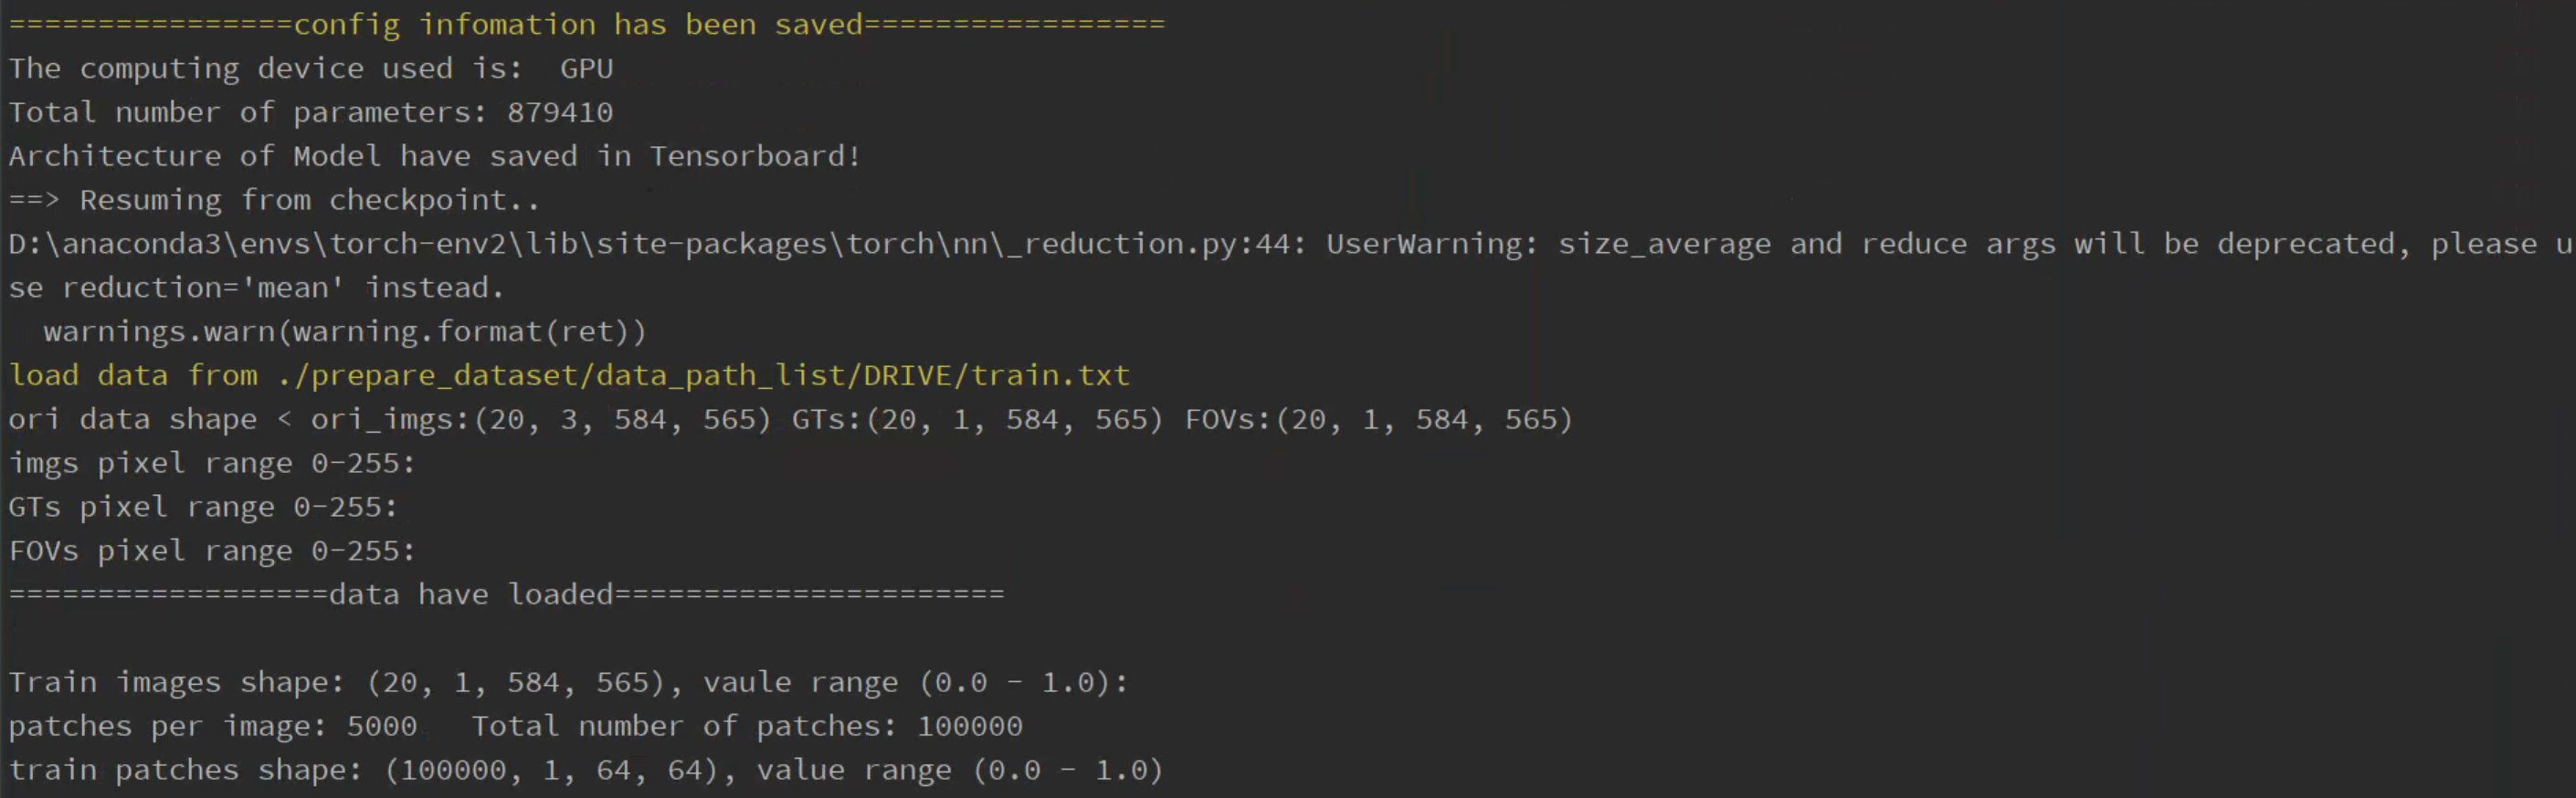 ================config infomation has been saved=================
The computing device used is:  GPU
Total number of parameters: 879410
Architecture of Model have saved in Tensorboard!
==> Resuming from checkpoint..
D:\anaconda3\envs\torch-env2\lib\site-packages\torch\nn\_reduction.py:44: UserWarning: size_average and reduce args will be deprecated, please u
se reduction='mean' instead.
  warnings.warn(warning.format(ret))
load data from ./prepare_dataset/data_path_list/DRIVE/train.txt
ori data shape < ori_imgs:(20, 3, 584, 565) GTs:(20, 1, 584, 565) FOVs:(20, 1, 584, 565)
imgs pixel range 0-255:
GTs pixel range 0-255:
FOVs pixel range 0-255:
==================data have loaded======================
Train images shape: (20, 1, 584, 565), vaule range (0.0 - 1.0):
patches per image: 5000   Total number of patches: 100000
train patches shape: (100000, 1, 64, 64), value range (0.0 - 1.0)